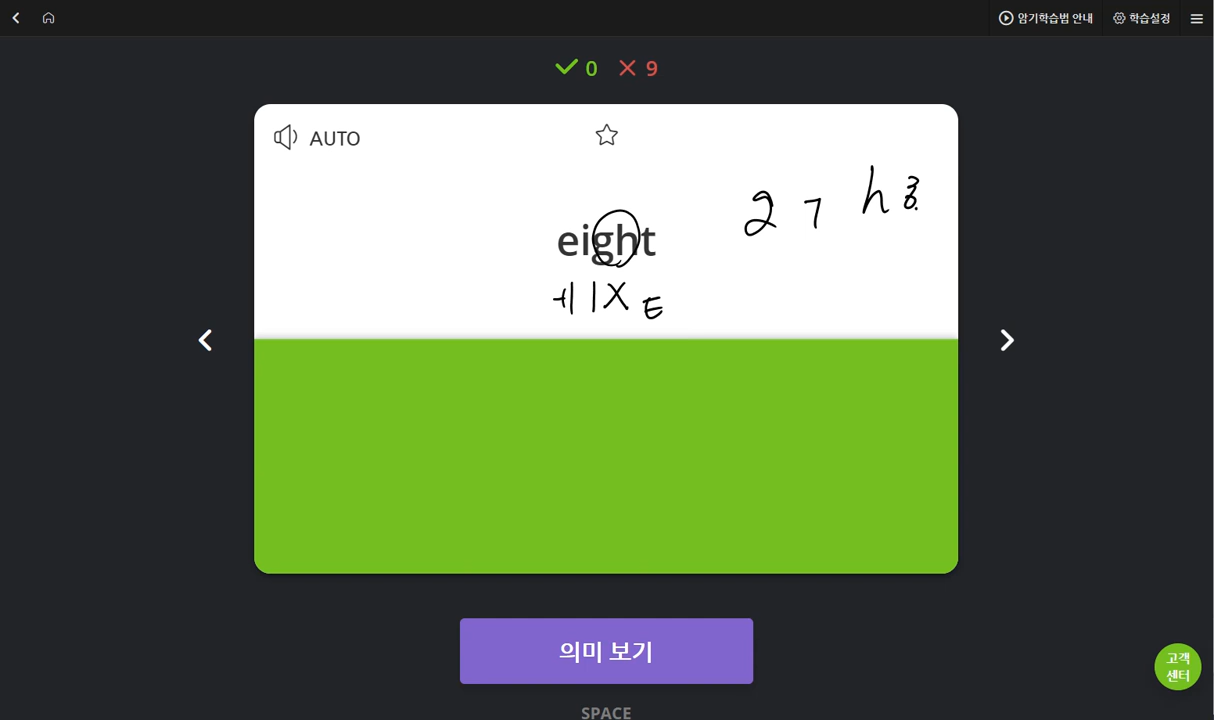 암기학습법 안내 학습설정
0 9
AUTO
eight
ㅔㅣX ㅌ
2 ㄱ h ㅎ
의미 보기
SPACE
고객
센터